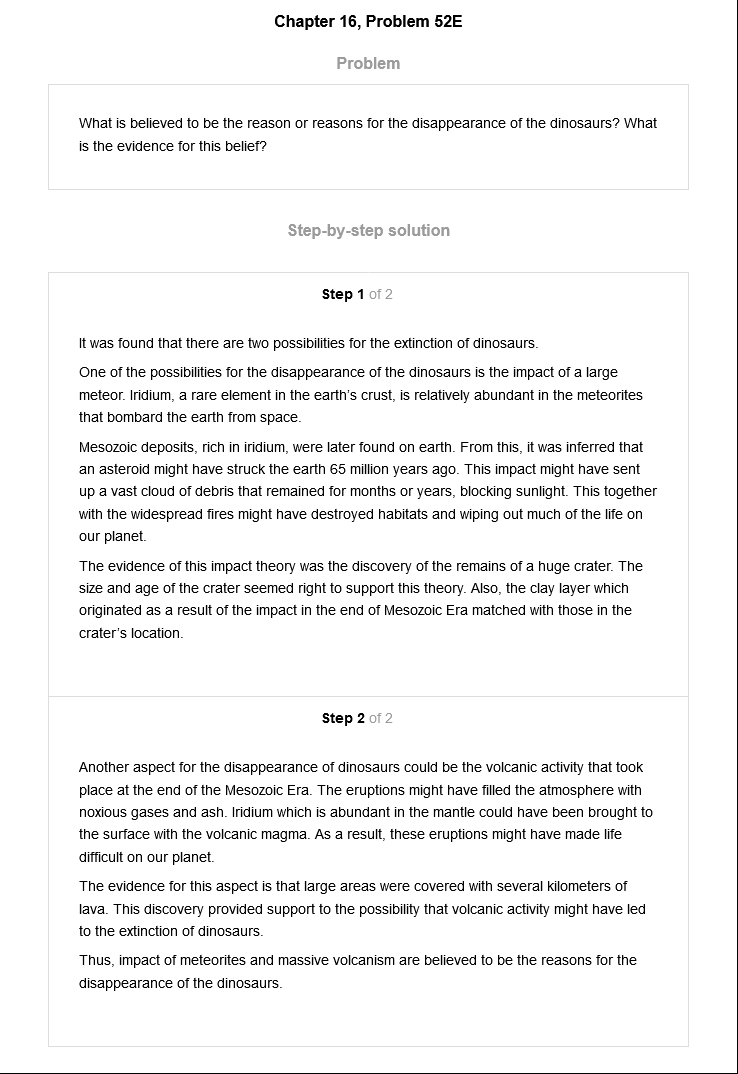 Chapter 16, Problem 52E
Problem
What is believed to be the reason or reasons for the disappearance of the dinosaurs? What
is the evidence for this belief?
Step-by-step solution
Step 1 of 2
It was found that there are two possibilities for the extinction of dinosaurs.
One of the possibilities for the disappearance of the dinosaurs is the impact of a large
meteor. Iridium, a rare element in the earth's crust, is relatively abundant in the meteorites
that bombard the earth from space.
Mesozoic deposits, rich in iridium, were later found on earth. From this, it was inferred that
an asteroid might have struck the earth 65 million years ago. This impact might have sent
up a vast cloud of debris that remained for months or years, blocking sunlight. This together
with the widespread fires might have destroyed habitats and wiping out much of the life on
our planet.
The evidence of this impact theory was the discovery of the remains of a huge crater. The
size and age of the crater seemed right to support this theory. Also, the clay layer which
originated as a result of the impact in the end of Mesozoic Era matched with those in the
crater's location.
Step 2 of 2
Another aspect for the disappearance of dinosaurs could be the volcanic activity that took
place at the end of the Mesozoic Era. The eruptions might have filled the atmosphere with
noxious gases and ash. Iridium which is abundant in the mantle could have been brought to
the surface with the volcanic magma. As a result, these eruptions might have made life
difficult on our planet.
The evidence for this aspect is that large areas were covered with several kilometers of
lava. This discovery provided support to the possibility that volcanic activity might have led
to the extinction of dinosaurs.
Thus, impact of meteorites and massive volcanism are believed to be the reasons for the
disappearance of the dinosaurs.